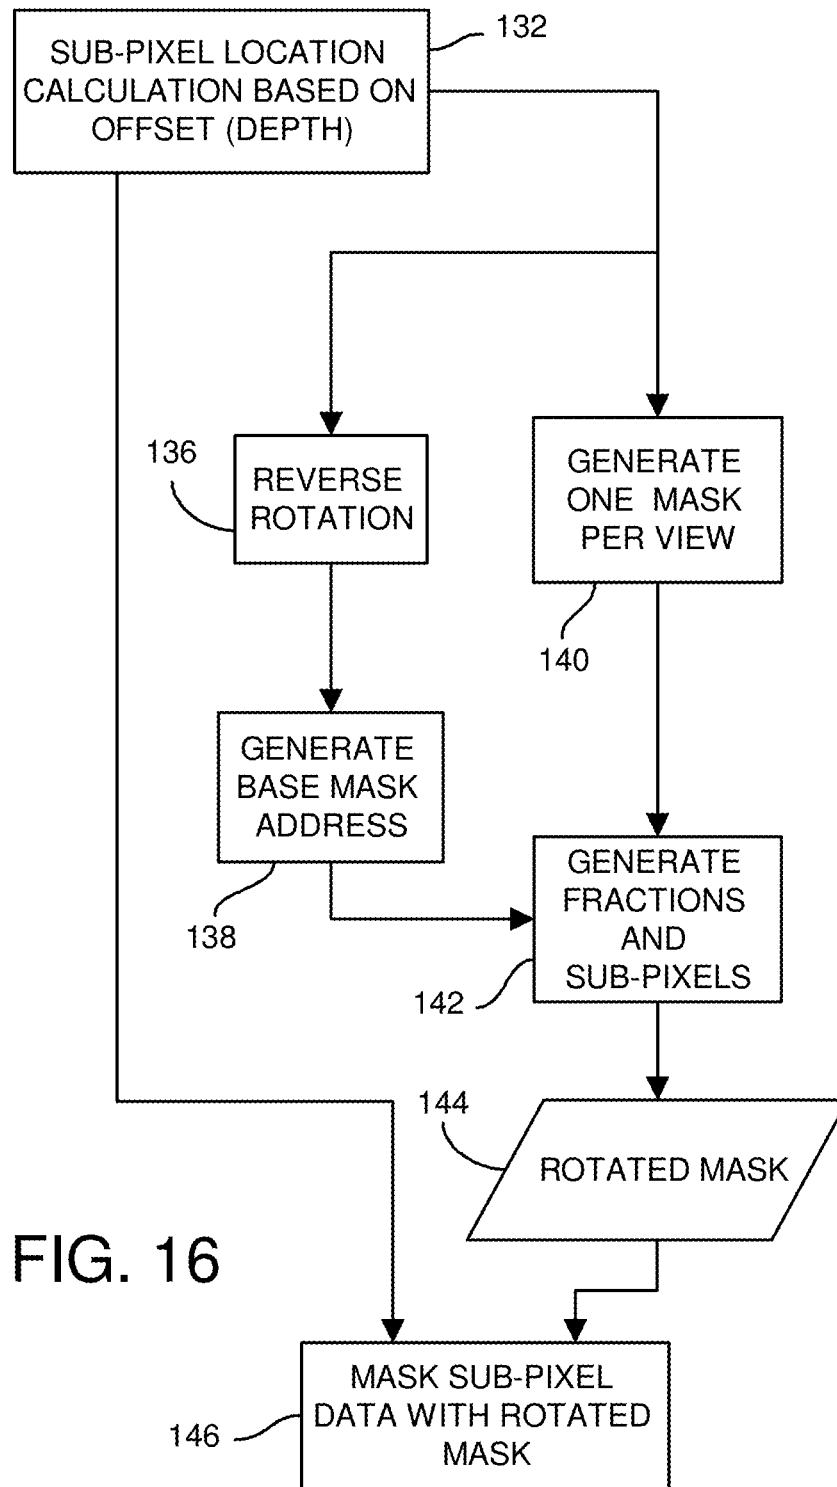 132
SUB-PIXEL LOCATION
CALCULATION BASED ON
OFFSET (DEPTH)
136
REVERSE
ROTATION
GENERATE
ONE MASK
PER VIEW
140
GENERATE
BASE MASK
ADDRESS
138
GENERATE
FRACTIONS
AND
SUB-PIXELS
142
144
ROTATED MASK
FIG. 16
MASK SUB-PIXEL
DATA WITH ROTATED
MASK
146